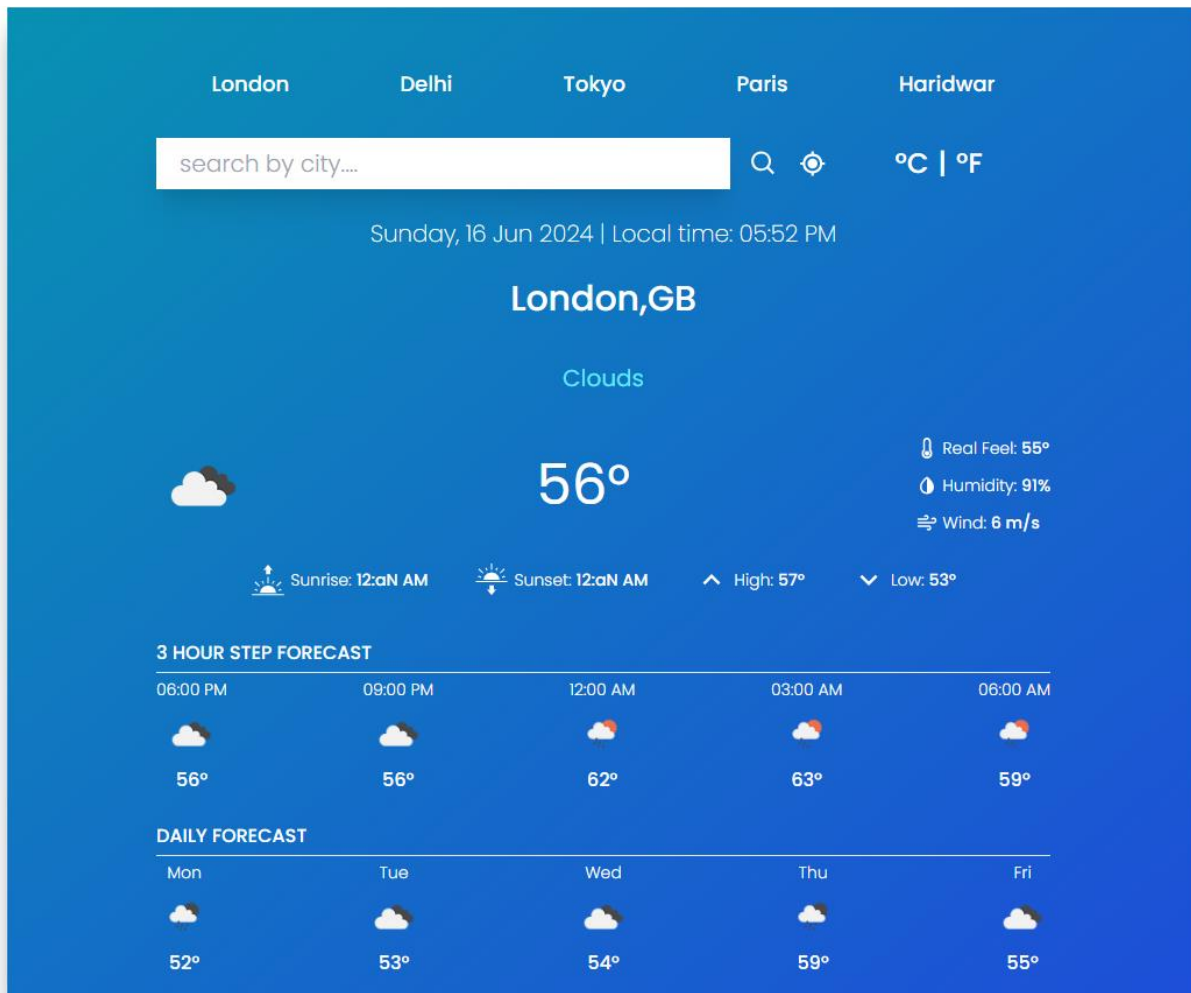 London Delhi Tokyo Paris Haridwar
search by city....
°C | °F
Sunday, 16 Jun 2024 | Local time: 05:52 PM
London,GB
Clouds
56°
Real Feel: 55°
Humidity: 91%
Wind: 6 m/s
Sunrise: 12:aN AM Sunset: 12:aN AM High: 57° Low: 53°
3 HOUR STEP FORECAST
06:00 PM 09:00 PM 12:00 AM 03:00 AM 06:00 AM
56° 56° 62° 63° 59°
DAILY FORECAST
Mon Tue Wed Thu Fri
52° 53° 54° 59° 55°